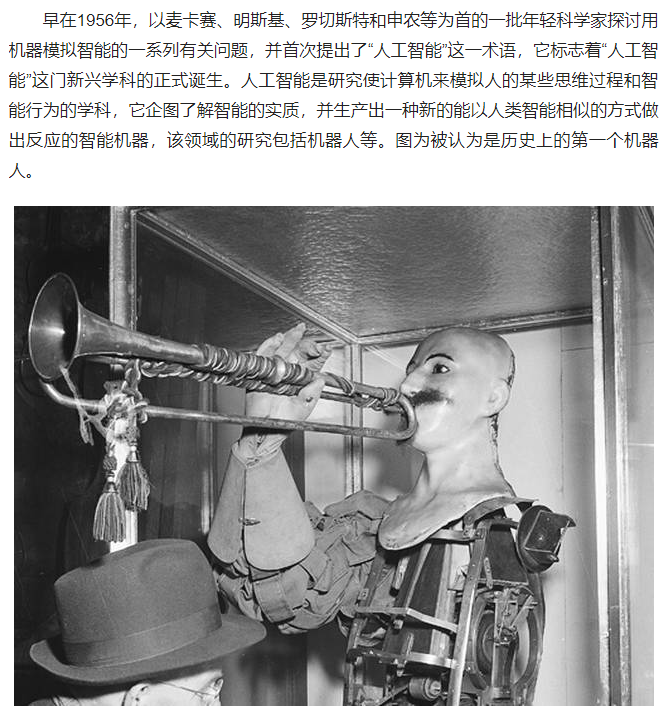 早在1956年，以麦卡赛、明斯基、罗切斯特和申农等为首的一批年轻科学家探讨用
机器模拟智能的一系列有关问题，并首次提出了“人工智能”这一术语，它标志着“人工智
能”这门新兴学科的正式诞生。人工智能是研究使计算机来模拟人的某些思维过程和智
能行为的学科，它企图了解智能的实质，并生产出一种新的能以人类智能相似的方式做
出反应的智能机器，该领域的研究包括机器人等。图为被认为是历史上的第一个机器
人。